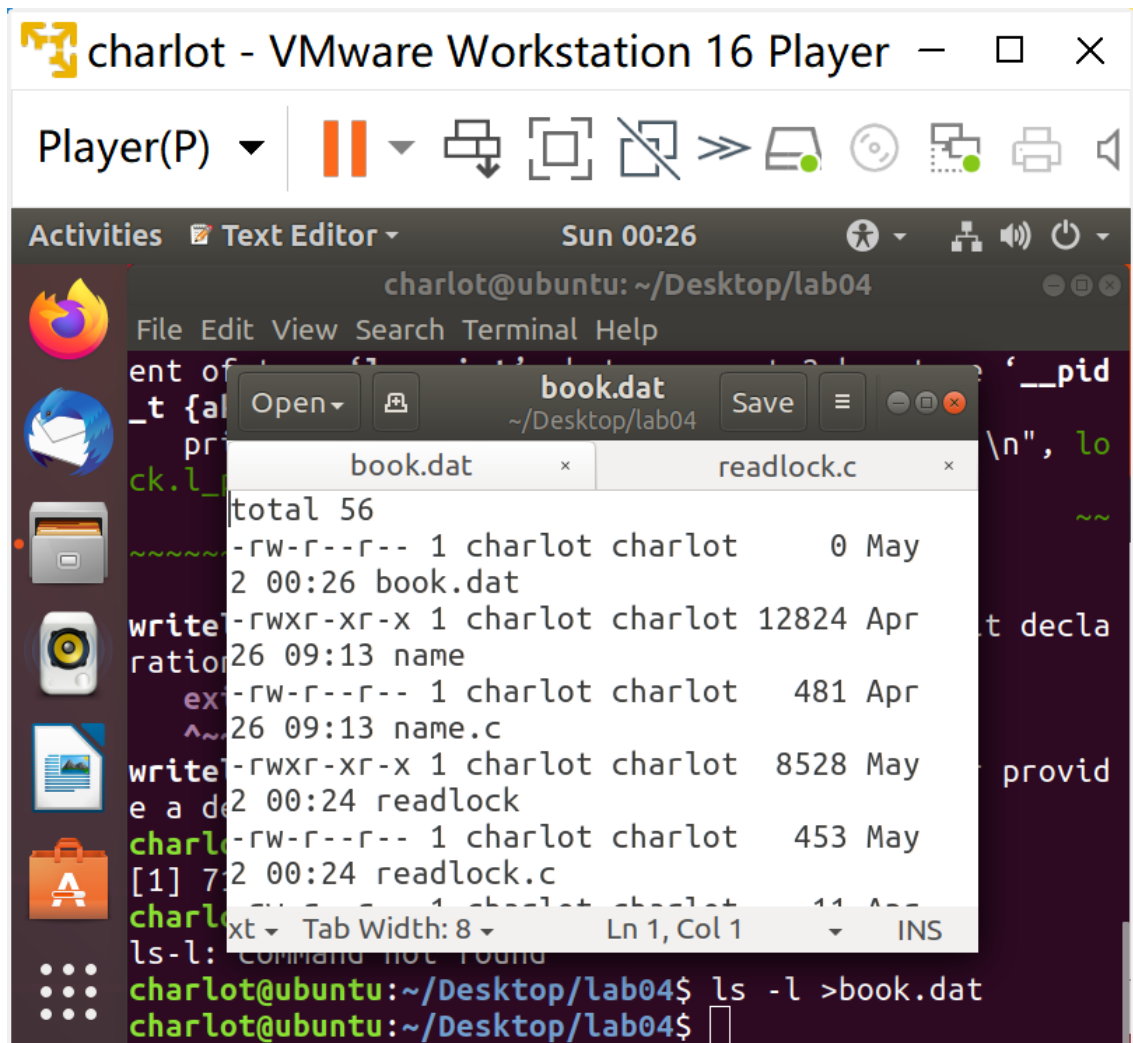 charlot - VMware Workstation 16 Player
Player(P)
Activities Text Editor Sun 00:26
charlot@ubuntu: ~/Desktop/lab04
File Edit View Search Terminal Help
ent of ‘__pid
_t {a
Open book.dat Save
~/Desktop/lab04
pri \n", lo
book.dat × readlock.c ×
ck.l_
total 56
~~
-rw-r--r-- 1 charlot charlot 0 May
~~~~~~
2 00:26 book.dat
-rwxr-xr-x 1 charlot charlot 12824 Apr
write t decla
26 09:13 name
ration
-rw-r--r-- 1 charlot charlot 481 Apr
ex
26 09:13 name.c
^~
-rwxr-xr-x 1 charlot charlot 8528 May
write provid
2 00:24 readlock
e a de
-rw-r--r-- 1 charlot charlot 453 May
charl
2 00:24 readlock.c
[1] 7
charl
xt Tab Width: 8 Ln 1, Col 1 INS
ls-l: command not found
charlot@ubuntu:~/Desktop/lab04$ ls -l >book.dat
charlot@ubuntu:~/Desktop/lab04$